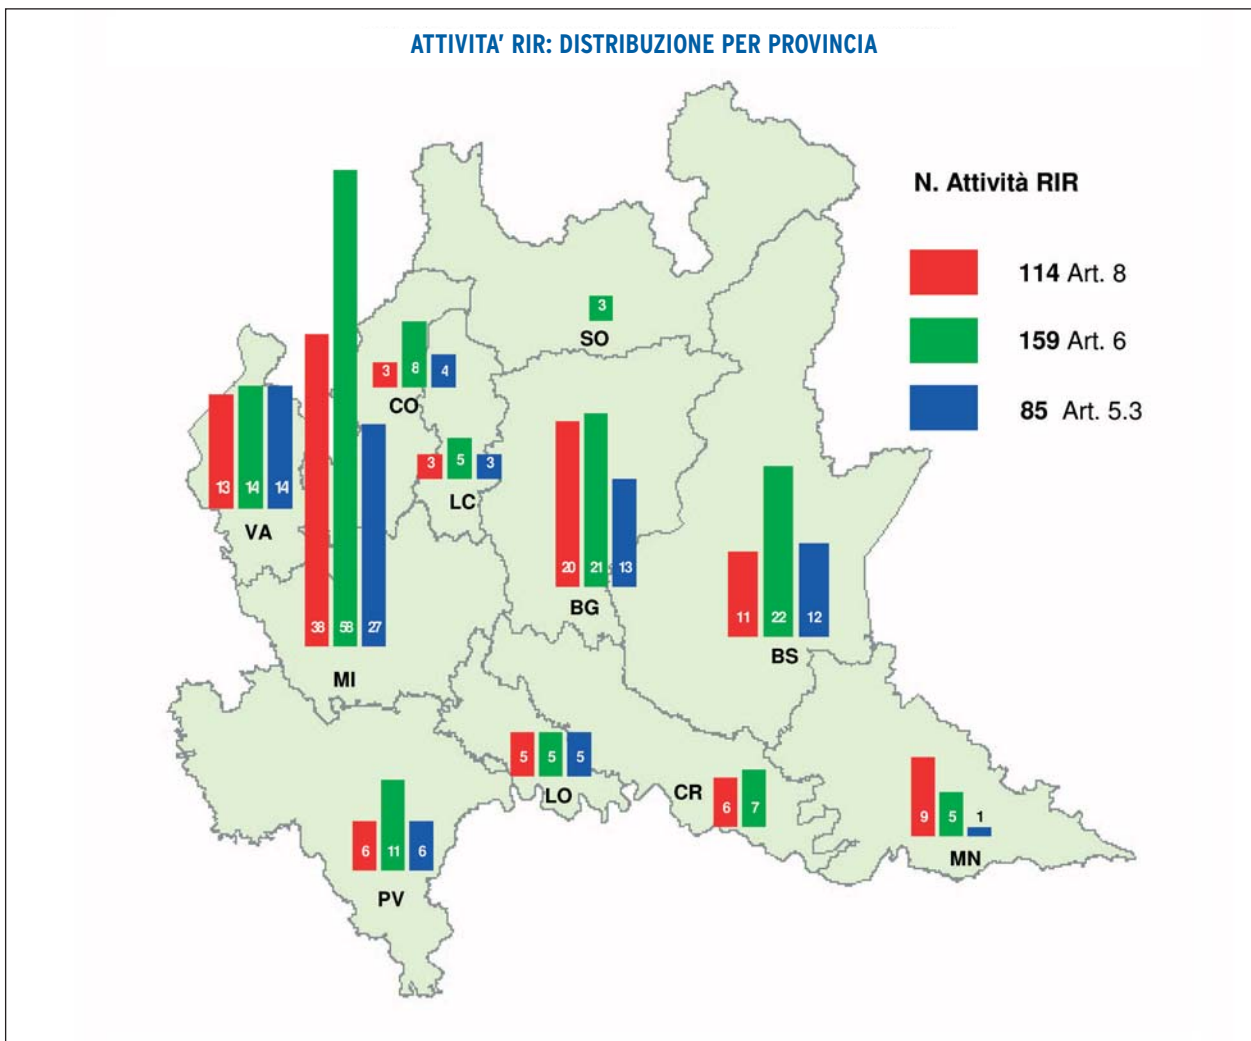 ATTIVITA' RIR: DISTRIBUZIONE PER PROVINCIA
N. Attività RIR
114 Art. 8
159 Art. 6
85 Art. 5.3
3
SO
3 8 4
CO
3 5 3
LC
13 14 14
VA
38 58 27
MI
20 21 13
BG
11 22 12
BS
5 5 5
LO
CR
6 7
9 5 1
MN
6 11 6
PV